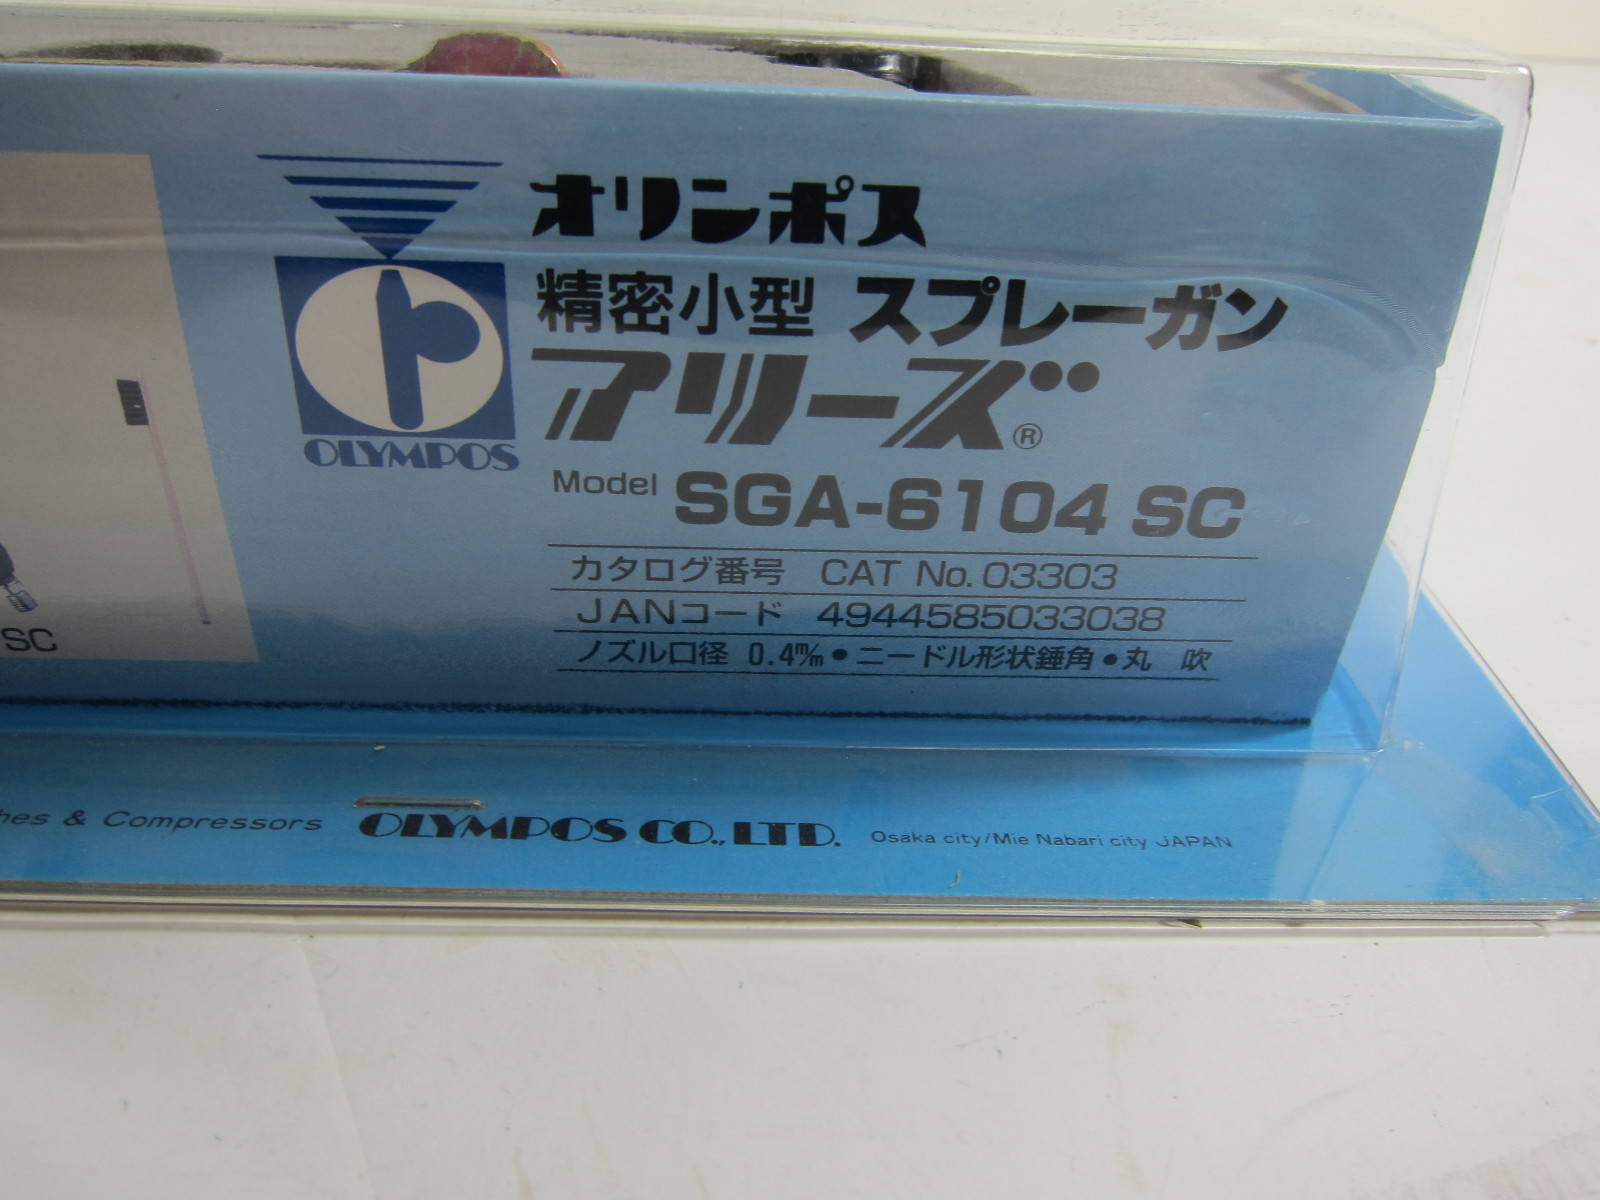 オリンポス
精密小型 スプレーガン
アリーズ®
OLYMPOS
Model SGA-6104 SC
カタログ番号 CAT No. 03303
JANコード 4944585033038
ノズル口径 0.4m/m・ニードル形状錘角・丸 吹
SC
hes & Compressors OLYMPOS CO., LTD. Osaka city/Mie Nabari city JAPAN